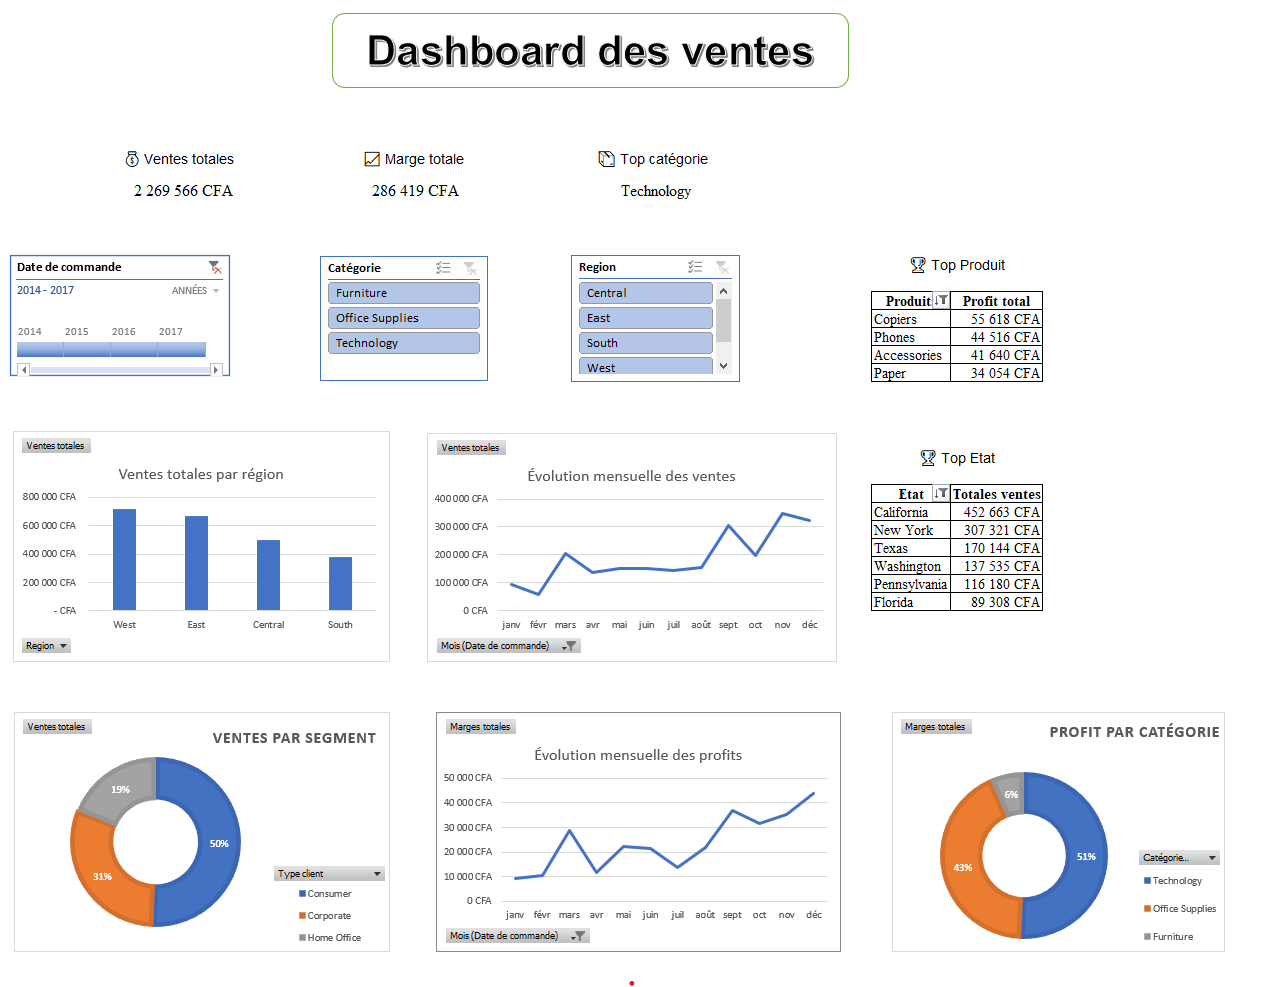 Dashboard des ventes
Ventes totales
2 269 566 CFA
Marge totale
286 419 CFA
Top catégorie
Technology
Date de commande
2014 - 2017
ANNÉES
2014 2015 2016 2017
Catégorie
Furniture
Office Supplies
Technology
Region
Central
East
South
West
Top Produit
Produit Profit total
Copiers 55 618 CFA
Phones 44 516 CFA
Accessories 41 640 CFA
Paper 34 054 CFA
Ventes totales
Ventes totales par région
800 000 CFA
600 000 CFA
400 000 CFA
200 000 CFA
- CFA
West East Central South
Region
Ventes totales
Évolution mensuelle des ventes
400 000 CFA
300 000 CFA
200 000 CFA
100 000 CFA
0 CFA
janv févr mars avr mai juin juil août sept oct nov déc
Mois (Date de commande)
Top Etat
Etat Totales ventes
California 452 663 CFA
New York 307 321 CFA
Texas 170 144 CFA
Washington 137 535 CFA
Pennsylvania 116 180 CFA
Florida 89 308 CFA
Ventes totales
VENTES PAR SEGMENT
19%
50%
31%
Type client
Consumer
Corporate
Home Office
Marges totales
Évolution mensuelle des profits
50 000 CFA
40 000 CFA
30 000 CFA
20 000 CFA
10 000 CFA
0 CFA
janv févr mars avr mai juin juil août sept oct nov déc
Mois (Date de commande)
Marges totales
PROFIT PAR CATÉGORIE
6%
51%
43%
Catégorie...
Technology
Office Supplies
Furniture